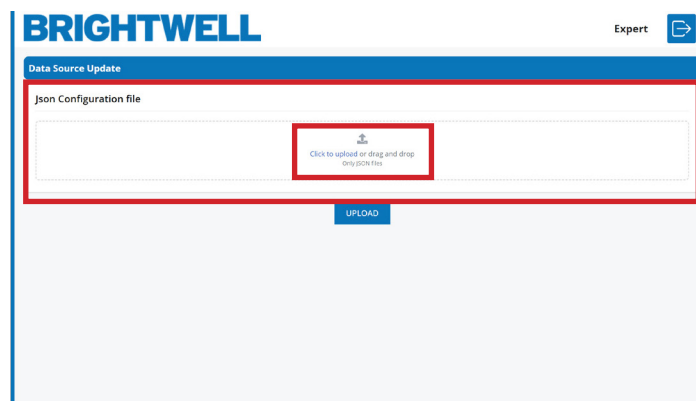 BRIGHTWELL
Expert
Data Source Update
Json Configuration file
Click to upload or drag and drop
Only JSON files
UPLOAD